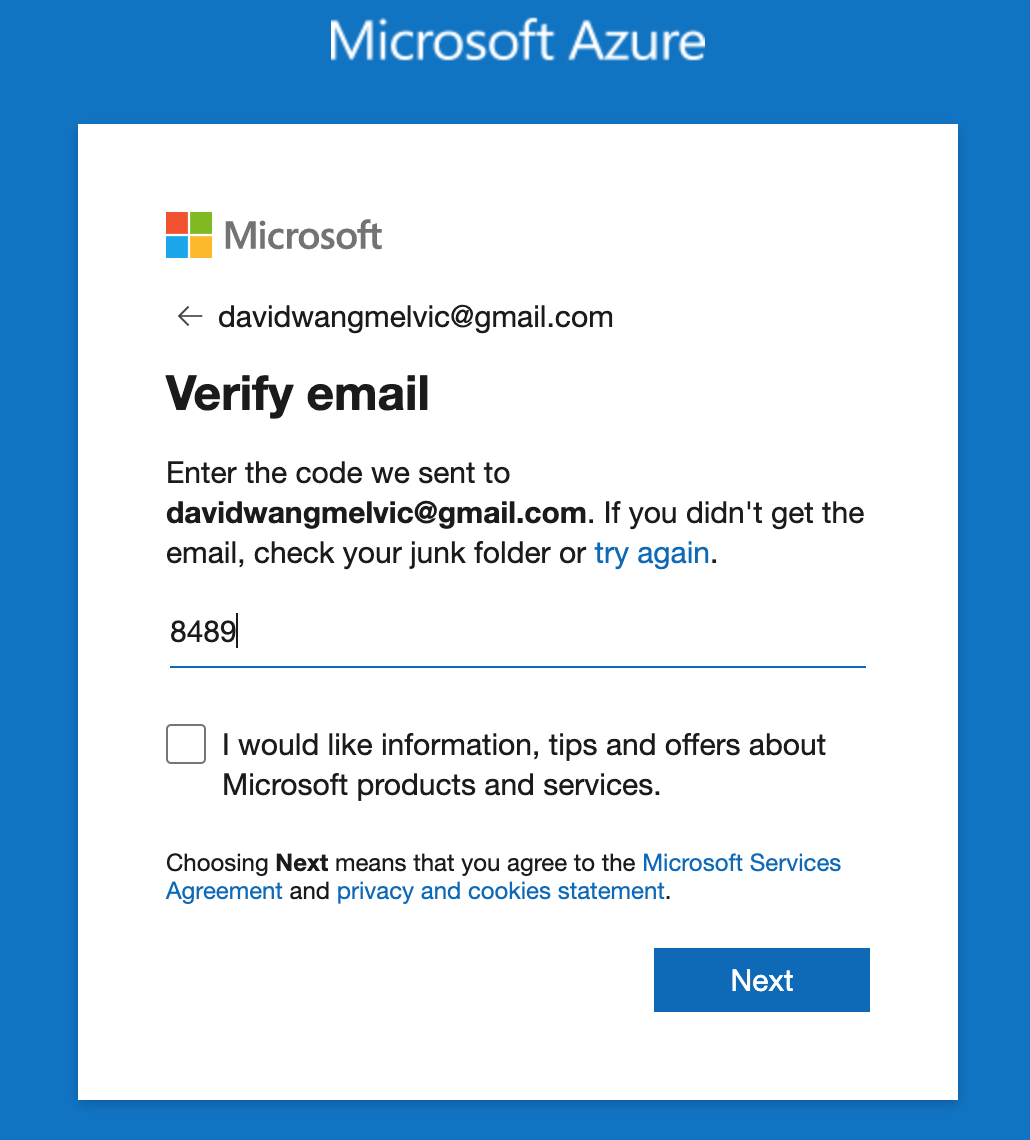 Microsoft Azure
Microsoft
← davidwangmelvic@gmail.com
Verify email
Enter the code we sent to
davidwangmelvic@gmail.com. If you didn't get the
email, check your junk folder or try again.
8489
I would like information, tips and offers about
Microsoft products and services.
Choosing Next means that you agree to the Microsoft Services
Agreement and privacy and cookies statement.
Next